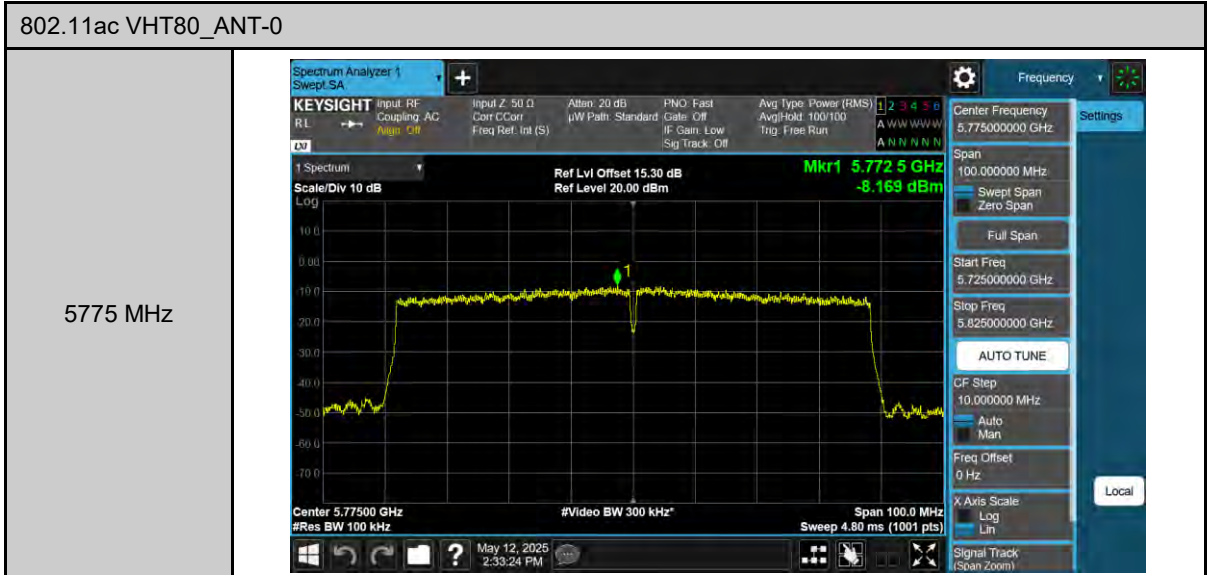 802.11ac VHT80_ANT-0
5775 MHz
Spectrum Analyzer 1
Swept SA
Frequency
KEYSIGHT
RL
LXI
Input: RF
Coupling: AC
Align: Off
Input Z: 50 Ω
Corr CCorr
Freq Ref: Int (S)
Atten: 20 dB
µW Path: Standard
PNO: Fast
Gate: Off
IF Gain: Low
Sig Track: Off
Avg Type: Power (RMS)
Avg|Hold: 100/100
Trig: Free Run
1 2 3 4 5 6
A W W W W W
A N N N N N
1 Spectrum
Scale/Div 10 dB
Ref Lvl Offset 15.30 dB
Ref Level 20.00 dBm
Mkr1 5.772 5 GHz
-8.169 dBm
Log
10.0
0.00
-10.0
-20.0
-30.0
-40.0
-50.0
-60.0
-70.0
1
Center 5.77500 GHz
#Res BW 100 kHz
#Video BW 300 kHz*
Span 100.0 MHz
Sweep 4.80 ms (1001 pts)
?
May 12, 2025
2:33:24 PM
Center Frequency
5.775000000 GHz
Span
100.000000 MHz
Swept Span
Zero Span
Full Span
Start Freq
5.725000000 GHz
Stop Freq
5.825000000 GHz
AUTO TUNE
CF Step
10.000000 MHz
Auto
Man
Freq Offset
0 Hz
X Axis Scale
Log
Lin
Signal Track
(Span Zoom)
Settings
Local